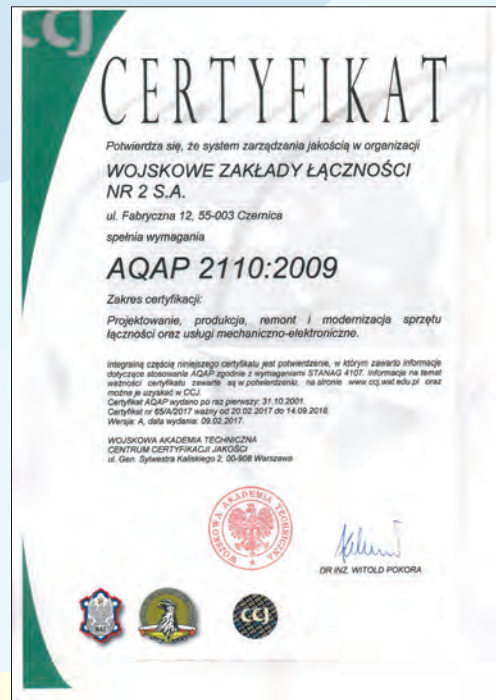 ccj
CERTYFIKAT
Potwierdza się, że system zarządzania jakością w organizacji
WOJSKOWE ZAKŁADY ŁĄCZNOŚCI
NR 2 S.A.
ul. Fabryczna 12, 55-003 Czernica
spełnia wymagania
AQAP 2110:2009
Zakres certyfikacji:
Projektowanie, produkcja, remont i modernizacja sprzętu
łączności oraz usługi mechaniczno-elektroniczne.
Integralną częścią niniejszego certyfikatu jest potwierdzenie, w którym zawarto informacje
dotyczące stosowania AQAP zgodnie z wymaganiami STANAG 4107. Informacje na temat
ważności certyfikatu zawarte są w potwierdzeniu, na stronie www.ccj.wat.edu.pl oraz
można je uzyskać w CCJ.
Certyfikat AQAP wydano po raz pierwszy: 31.10.2001.
Certyfikat nr 65/A/2017 ważny od 20.02.2017 do 14.09.2018.
Wersja: A, data wydania: 09.02.2017.
WOJSKOWA AKADEMIA TECHNICZNA
CENTRUM CERTYFIKACJI JAKOŚCI
ul. Gen. Sylwestra Kaliskiego 2, 00-908 Warszawa
WOJSKOWA AKADEMIA TECHNICZNA
DR INŻ. WITOLD POKORA
WAT
CCJ